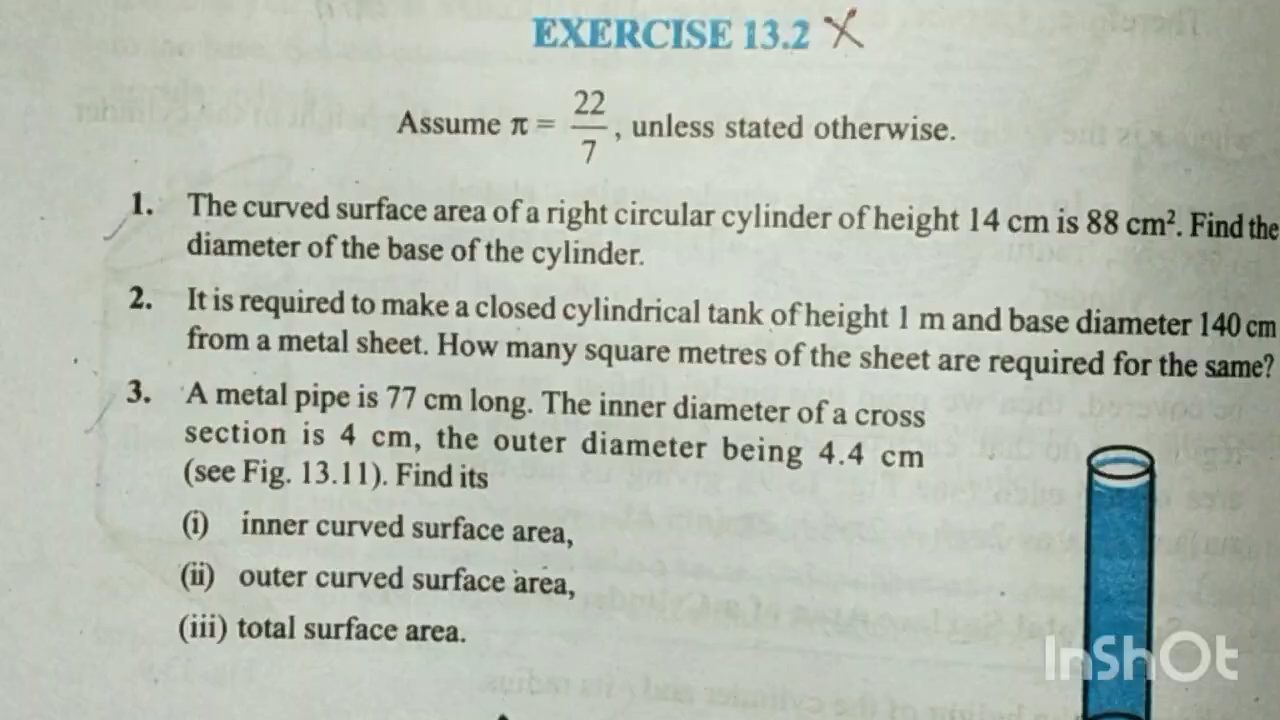 EXERCISE 13.2 X
Assume π = 22/7, unless stated otherwise.
1. The curved surface area of a right circular cylinder of height 14 cm is 88 cm². Find the
diameter of the base of the cylinder.
2. It is required to make a closed cylindrical tank of height 1 m and base diameter 140 cm
from a metal sheet. How many square metres of the sheet are required for the same?
3. A metal pipe is 77 cm long. The inner diameter of a cross
section is 4 cm, the outer diameter being 4.4 cm
(see Fig. 13.11). Find its
(i) inner curved surface area,
(ii) outer curved surface area,
(iii) total surface area.
InShOt